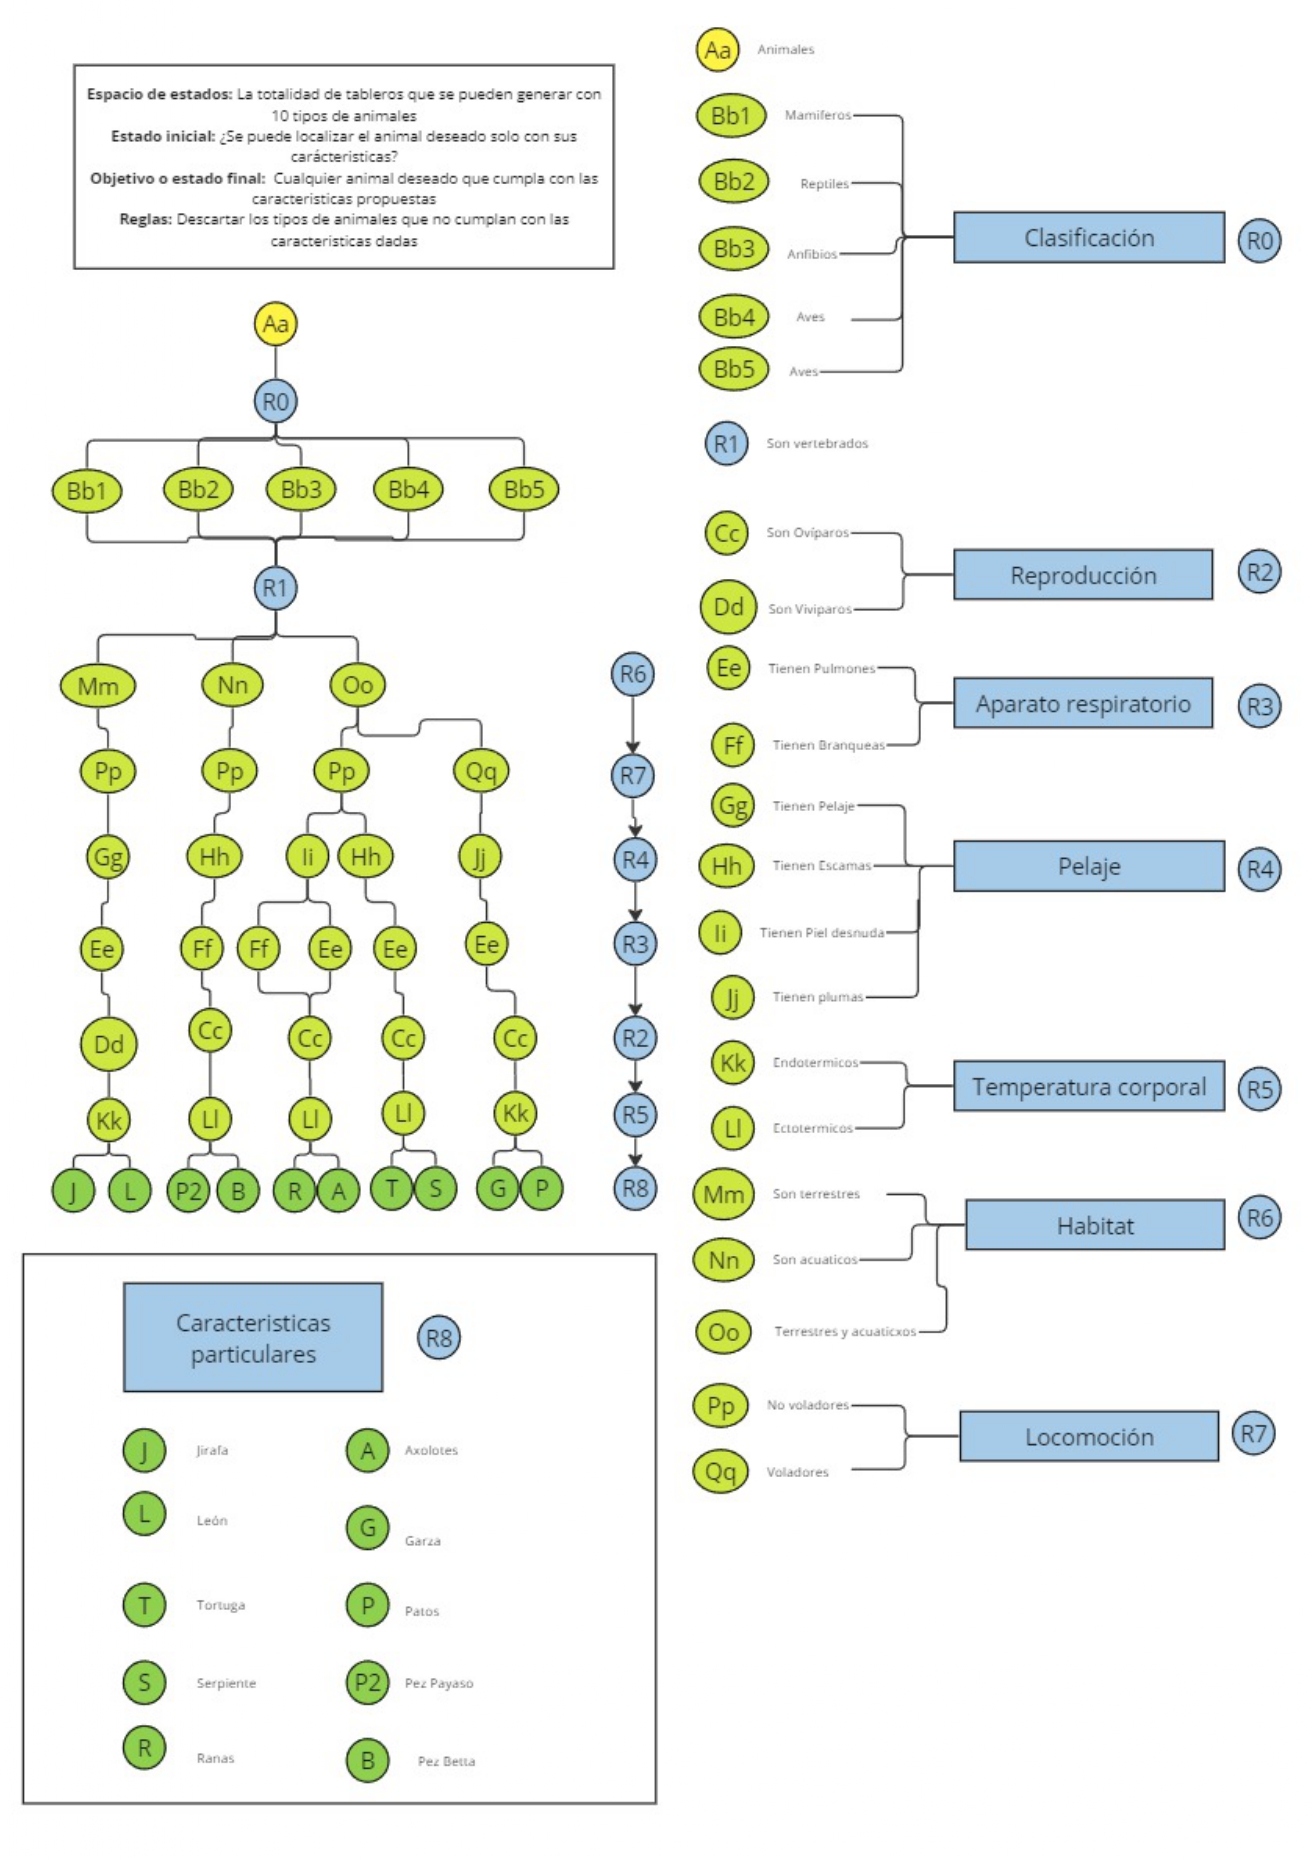 Espacio de estados: La totalidad de tableros que se pueden generar con
10 tipos de animales
Estado inicial: ¿Se puede localizar el animal deseado solo con sus
carácteristicas?
Objetivo o estado final: Cualquier animal deseado que cumpla con las
caracteristicas propuestas
Reglas: Descartar los tipos de animales que no cumplan con las
caracteristicas dadas
Aa
R0
Bb1 Bb2 Bb3 Bb4 Bb5
R1
Mm Nn Oo R6
Pp Pp Pp Qq R7
Gg Hh Ii Hh Jj R4
Ee Ff Ff Ee Ee Ee R3
Dd Cc Cc Cc Cc R2
Kk Ll Ll Ll Kk R5
J L P2 B R A T S G P R8
Caracteristicas
particulares
R8
J Jirafa
A Axolotes
L León
G Garza
T Tortuga
P Patos
S Serpiente
P2 Pez Payaso
R Ranas
B Pez Betta
Aa Animales
Bb1 Mamiferos
Bb2 Reptiles
Bb3 Anfibios
Bb4 Aves
Bb5 Aves
Clasificación R0
R1 Son vertebrados
Cc Son Ovíparos
Dd Son Viviparos
Reproducción R2
Ee Tienen Pulmones
Ff Tienen Branqueas
Aparato respiratorio R3
Gg Tienen Pelaje
Hh Tienen Escamas
Ii Tienen Piel desnuda
Jj Tienen plumas
Pelaje R4
Kk Endotermicos
Ll Ectotermicos
Temperatura corporal R5
Mm Son terrestres
Nn Son acuaticos
Oo Terrestres y acuaticxos
Habitat R6
Pp No voladores
Qq Voladores
Locomoción R7